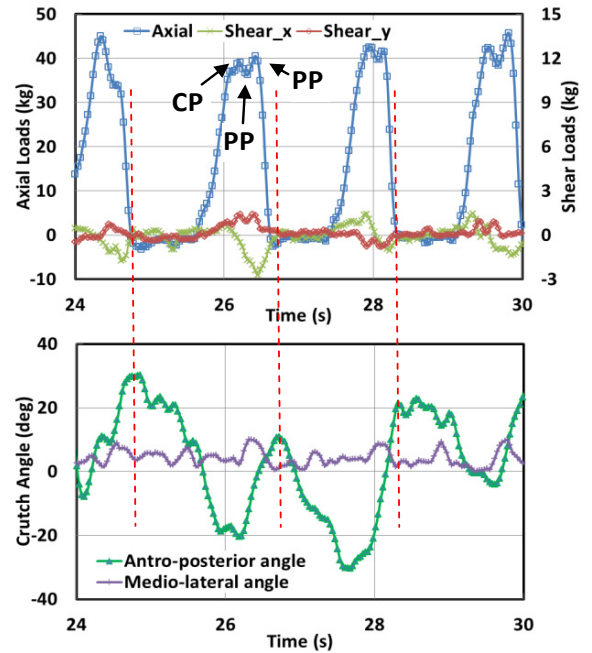 50
40
30
20
10
0
-10
15
12
9
6
3
0
-3
Axial Loads (kg)
Shear Loads (kg)
Axial Shear_x Shear_y
CP PP
PP
24 26 28 30
Time (s)
40
20
0
-20
-40
Crutch Angle (deg)
Antro-posterior angle
Medio-lateral angle
24 26 28 30
Time (s)